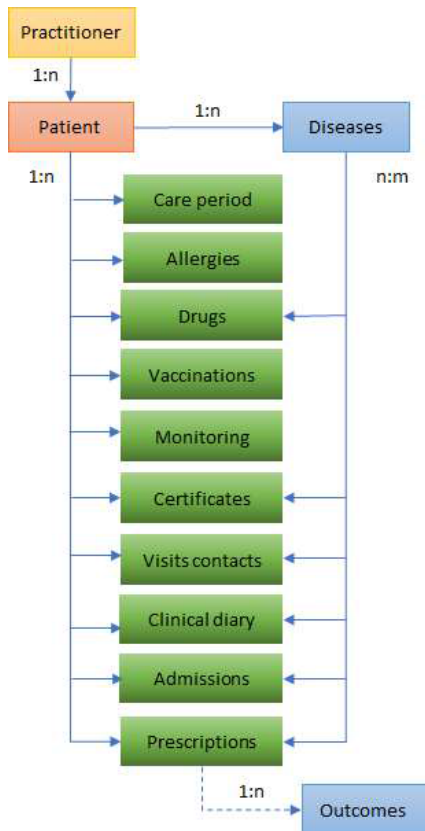 Practitioner
1:n
1:n
Patient
Diseases
1:n
n:m
Care period
Allergies
Drugs
Vaccinations
Monitoring
Certificates
Visits contacts
Clinical diary
Admissions
Prescriptions
1:n
Outcomes